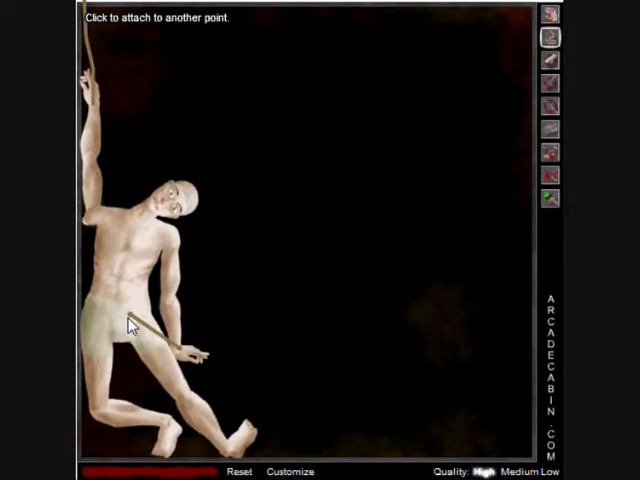 Click to attach to another point.
ARCADECABIN.COM
Reset Customize Quality: High Medium Low